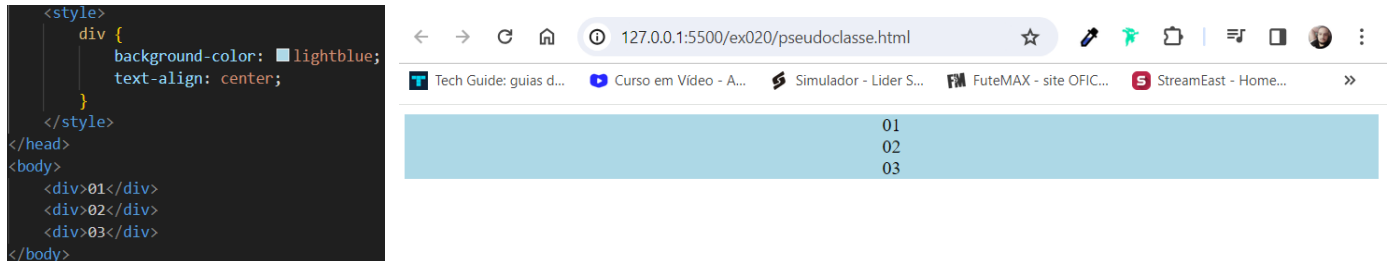 <style>
div {
background-color: lightblue;
text-align: center;
}
</style>
</head>
<body>
<div>01</div>
<div>02</div>
<div>03</div>
</body>
127.0.0.1:5500/ex020/pseudoclasse.html
Tech Guide: guias d... Curso em Vídeo - A... Simulador - Lider S... FM FuteMAX - site OFIC... S StreamEast - Home...
01
02
03